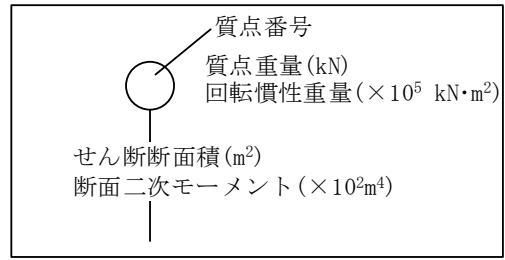 質点番号
質点重量(kN)
回転慣性重量(×10⁵ kN・m²)
せん断断面積(m²)
断面二次モーメント(×10²m⁴)